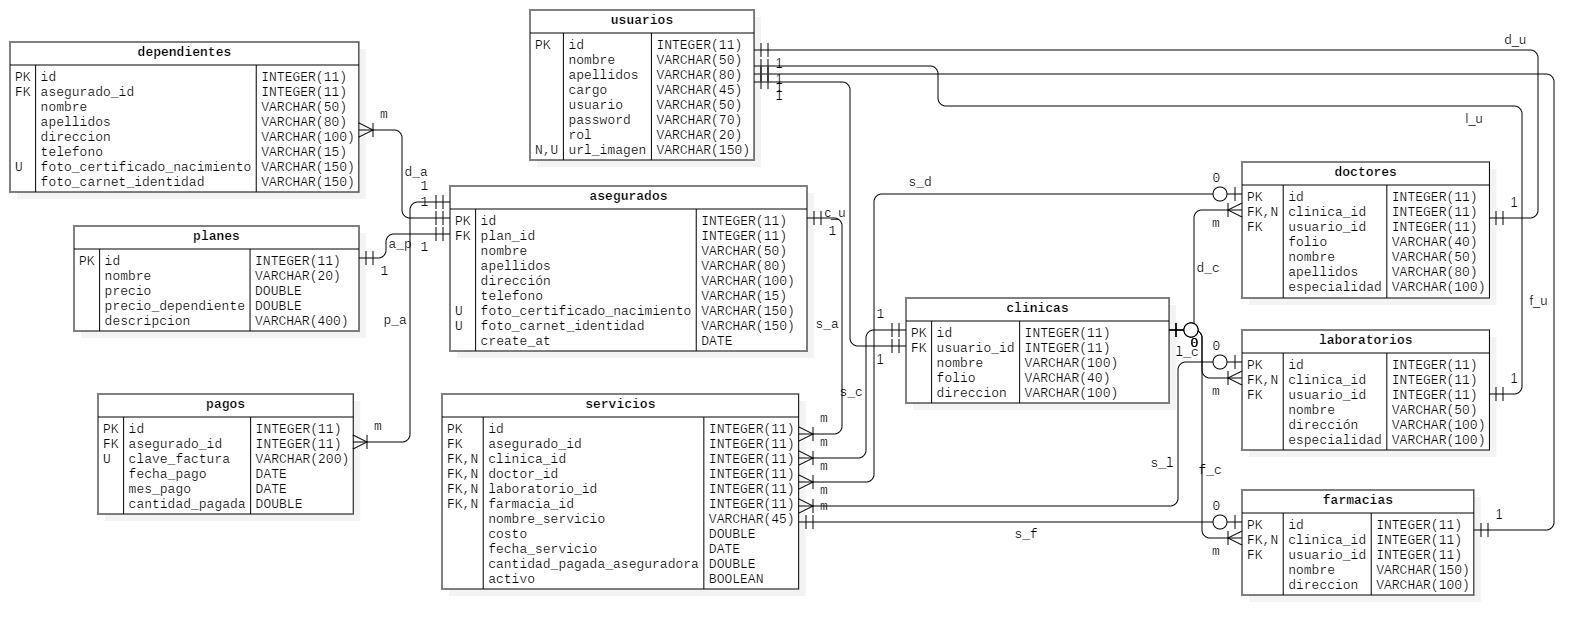 usuarios
PK id INTEGER(11)
nombre VARCHAR(50)
apellidos VARCHAR(80)
cargo VARCHAR(45)
usuario VARCHAR(50)
password VARCHAR(70)
rol VARCHAR(20)
N,U url_imagen VARCHAR(150)
dependientes
PK id INTEGER(11)
FK asegurado_id INTEGER(11)
nombre VARCHAR(50)
apellidos VARCHAR(80)
direccion VARCHAR(100)
telefono VARCHAR(15)
U foto_certificado_nacimiento VARCHAR(150)
foto_carnet_identidad VARCHAR(150)
planes
PK id INTEGER(11)
nombre VARCHAR(20)
precio DOUBLE
precio_dependiente DOUBLE
descripcion VARCHAR(400)
pagos
PK id INTEGER(11)
FK asegurado_id INTEGER(11)
U clave_factura VARCHAR(200)
fecha_pago DATE
mes_pago DATE
cantidad_pagada DOUBLE
asegurados
PK id INTEGER(11)
FK plan_id INTEGER(11)
nombre VARCHAR(50)
apellidos VARCHAR(80)
dirección VARCHAR(100)
telefono VARCHAR(15)
U foto_certificado_nacimiento VARCHAR(150)
U foto_carnet_identidad VARCHAR(150)
create_at DATE
servicios
PK id INTEGER(11)
FK asegurado_id INTEGER(11)
FK,N clinica_id INTEGER(11)
FK,N doctor_id INTEGER(11)
FK,N laboratorio_id INTEGER(11)
FK,N farmacia_id INTEGER(11)
nombre_servicio VARCHAR(45)
costo DOUBLE
fecha_servicio DATE
cantidad_pagada_aseguradora DOUBLE
activo BOOLEAN
clinicas
PK id INTEGER(11)
FK usuario_id INTEGER(11)
nombre VARCHAR(100)
folio VARCHAR(40)
direccion VARCHAR(100)
doctores
PK id INTEGER(11)
FK,N clinica_id INTEGER(11)
FK usuario_id INTEGER(11)
folio VARCHAR(40)
nombre VARCHAR(50)
apellidos VARCHAR(80)
especialidad VARCHAR(100)
laboratorios
PK id INTEGER(11)
FK,N clinica_id INTEGER(11)
FK usuario_id INTEGER(11)
nombre VARCHAR(50)
dirección VARCHAR(100)
especialidad VARCHAR(100)
farmacias
PK id INTEGER(11)
FK,N clinica_id INTEGER(11)
FK usuario_id INTEGER(11)
nombre VARCHAR(150)
direccion VARCHAR(100)
m
d_a
1
1
a_p
1
1
p_a
m
1
1
1
d_u
l_u
f_u
c_u
1
s_a
s_d
s_c
1
1
m
m
m
m
m
0
m
1
d_c
0
l_c
0
m
1
s_l
f_c
s_f
0
m
1